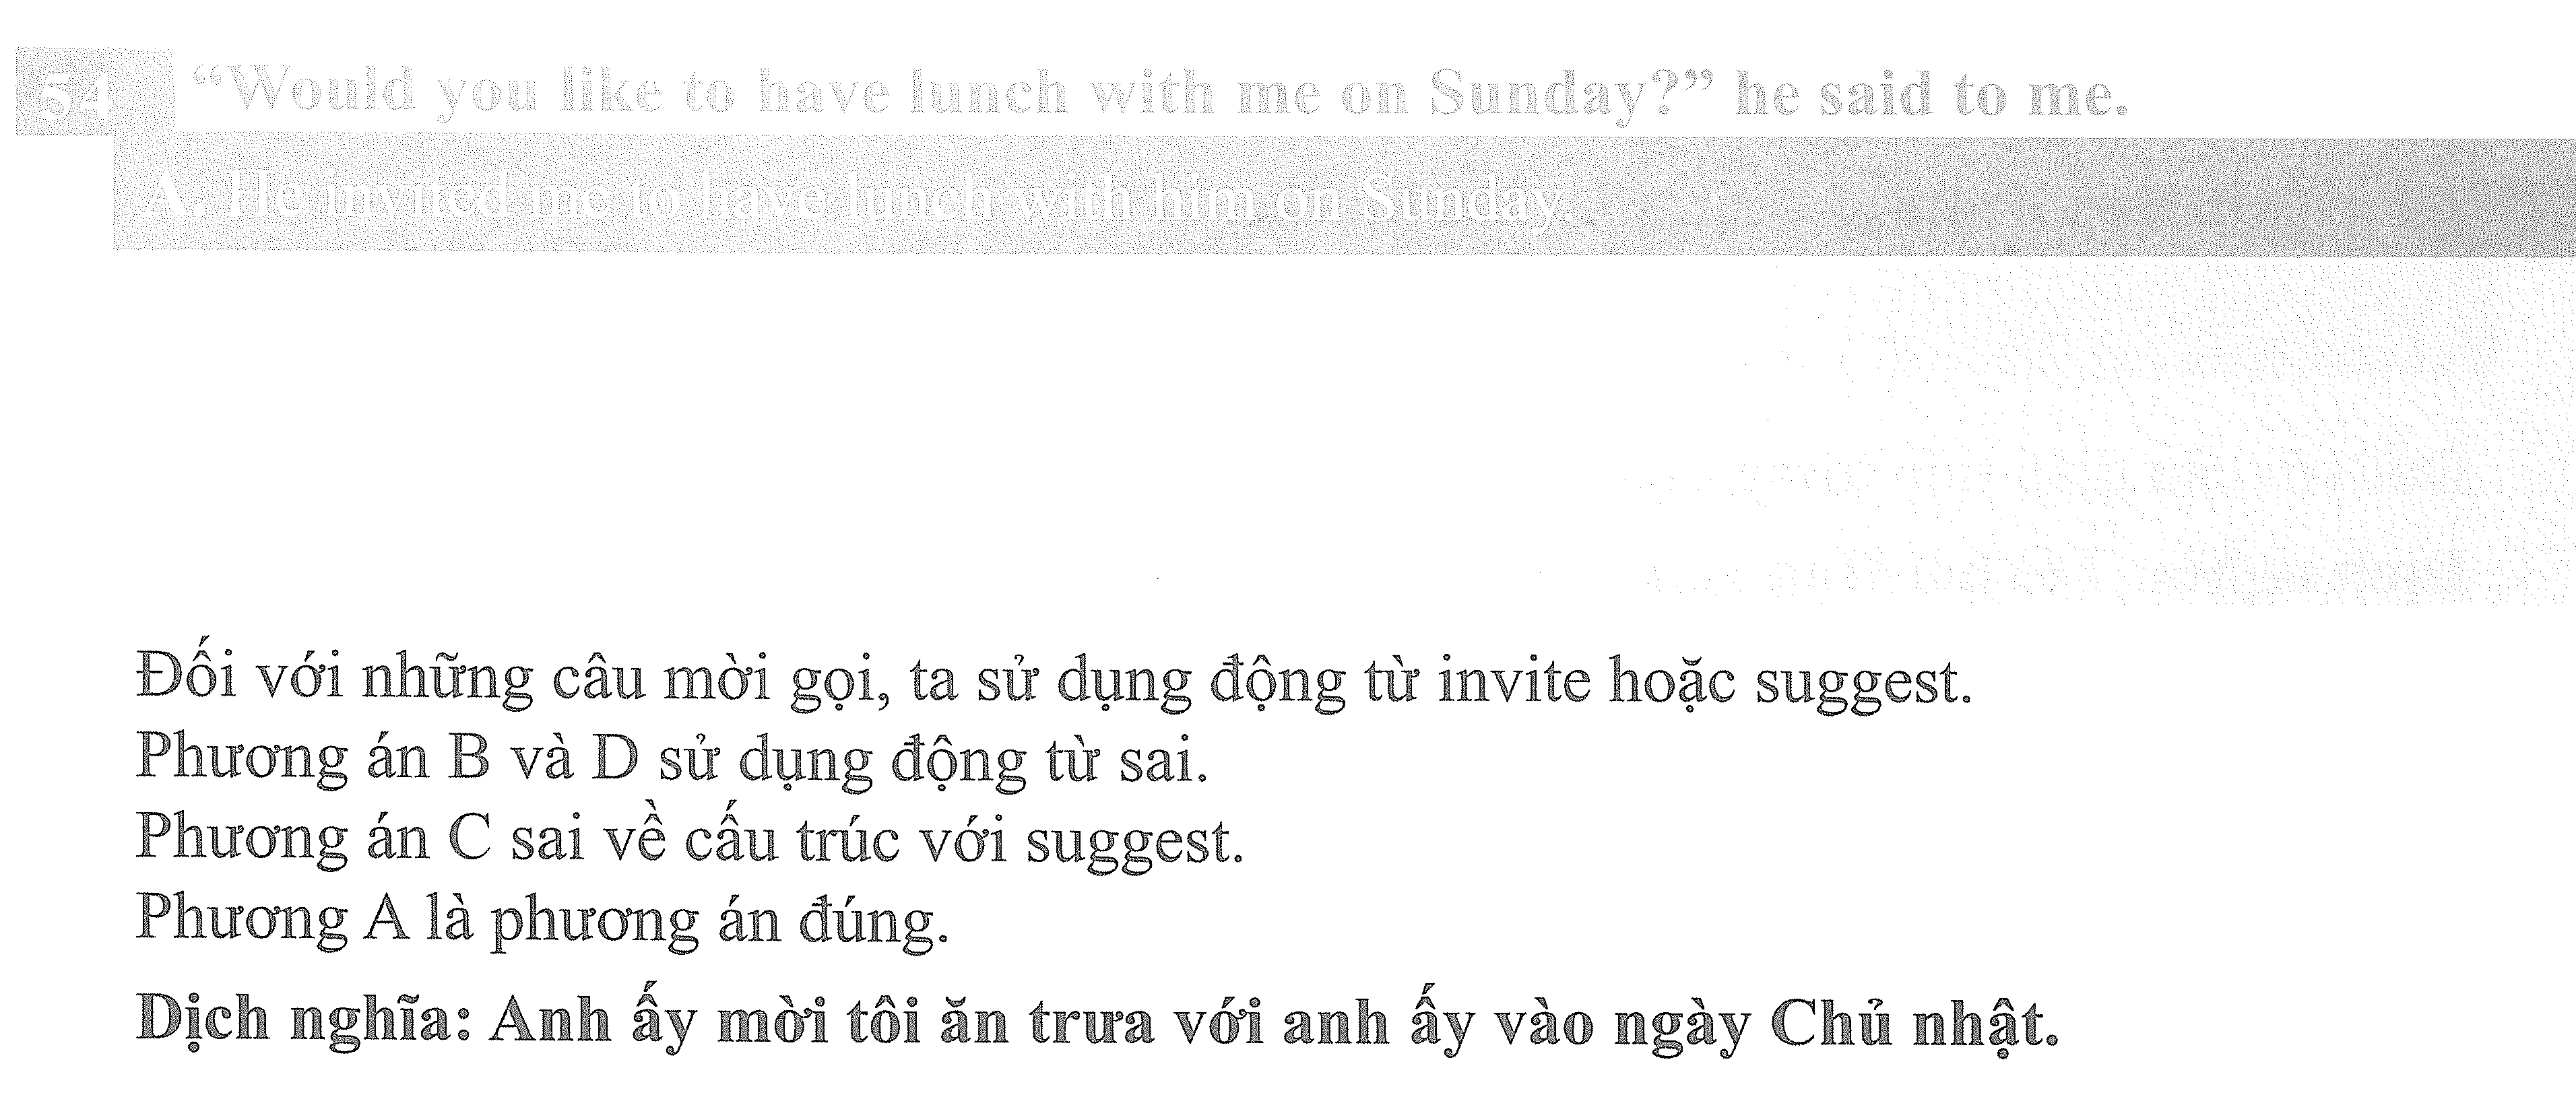 54 “Would you like to have lunch with me on Sunday?” he said to me.
A. He invited me to have lunch with him on Sunday.
Đối với những câu mời gọi, ta sử dụng động từ invite hoặc suggest.
Phương án B và D sử dụng động từ sai.
Phương án C sai về cấu trúc với suggest.
Phương A là phương án đúng.
Dịch nghĩa: Anh ấy mời tôi ăn trưa với anh ấy vào ngày Chủ nhật.